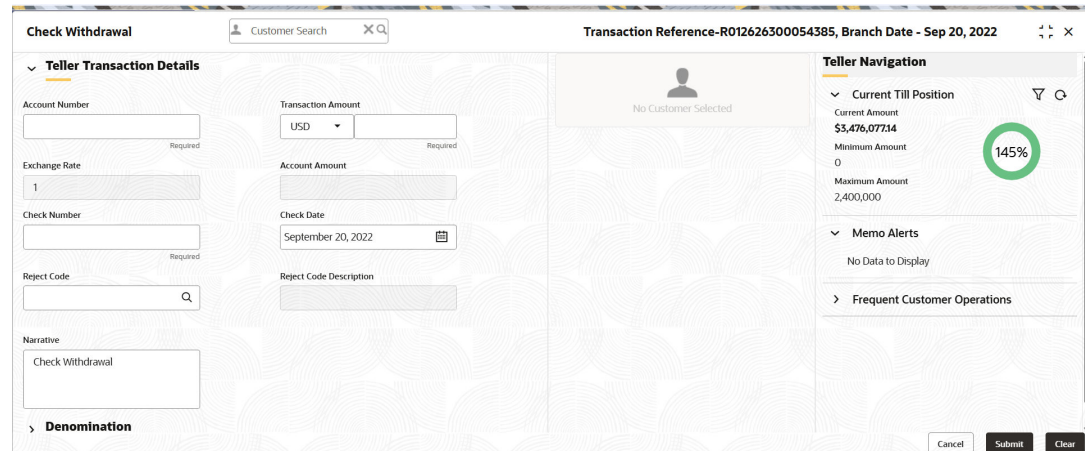 Check Withdrawal
Customer Search
Transaction Reference-R012626300054385, Branch Date - Sep 20, 2022
Teller Transaction Details
Account Number
Transaction Amount
USD
Required
Required
Exchange Rate
Account Amount
1
Check Number
Check Date
September 20, 2022
Required
Reject Code
Reject Code Description
Narrative
Check Withdrawal
Denomination
No Customer Selected
Teller Navigation
Current Till Position
Current Amount
$3,476,077.14
Minimum Amount
0
145%
Maximum Amount
2,400,000
Memo Alerts
No Data to Display
Frequent Customer Operations
Cancel
Submit
Clear